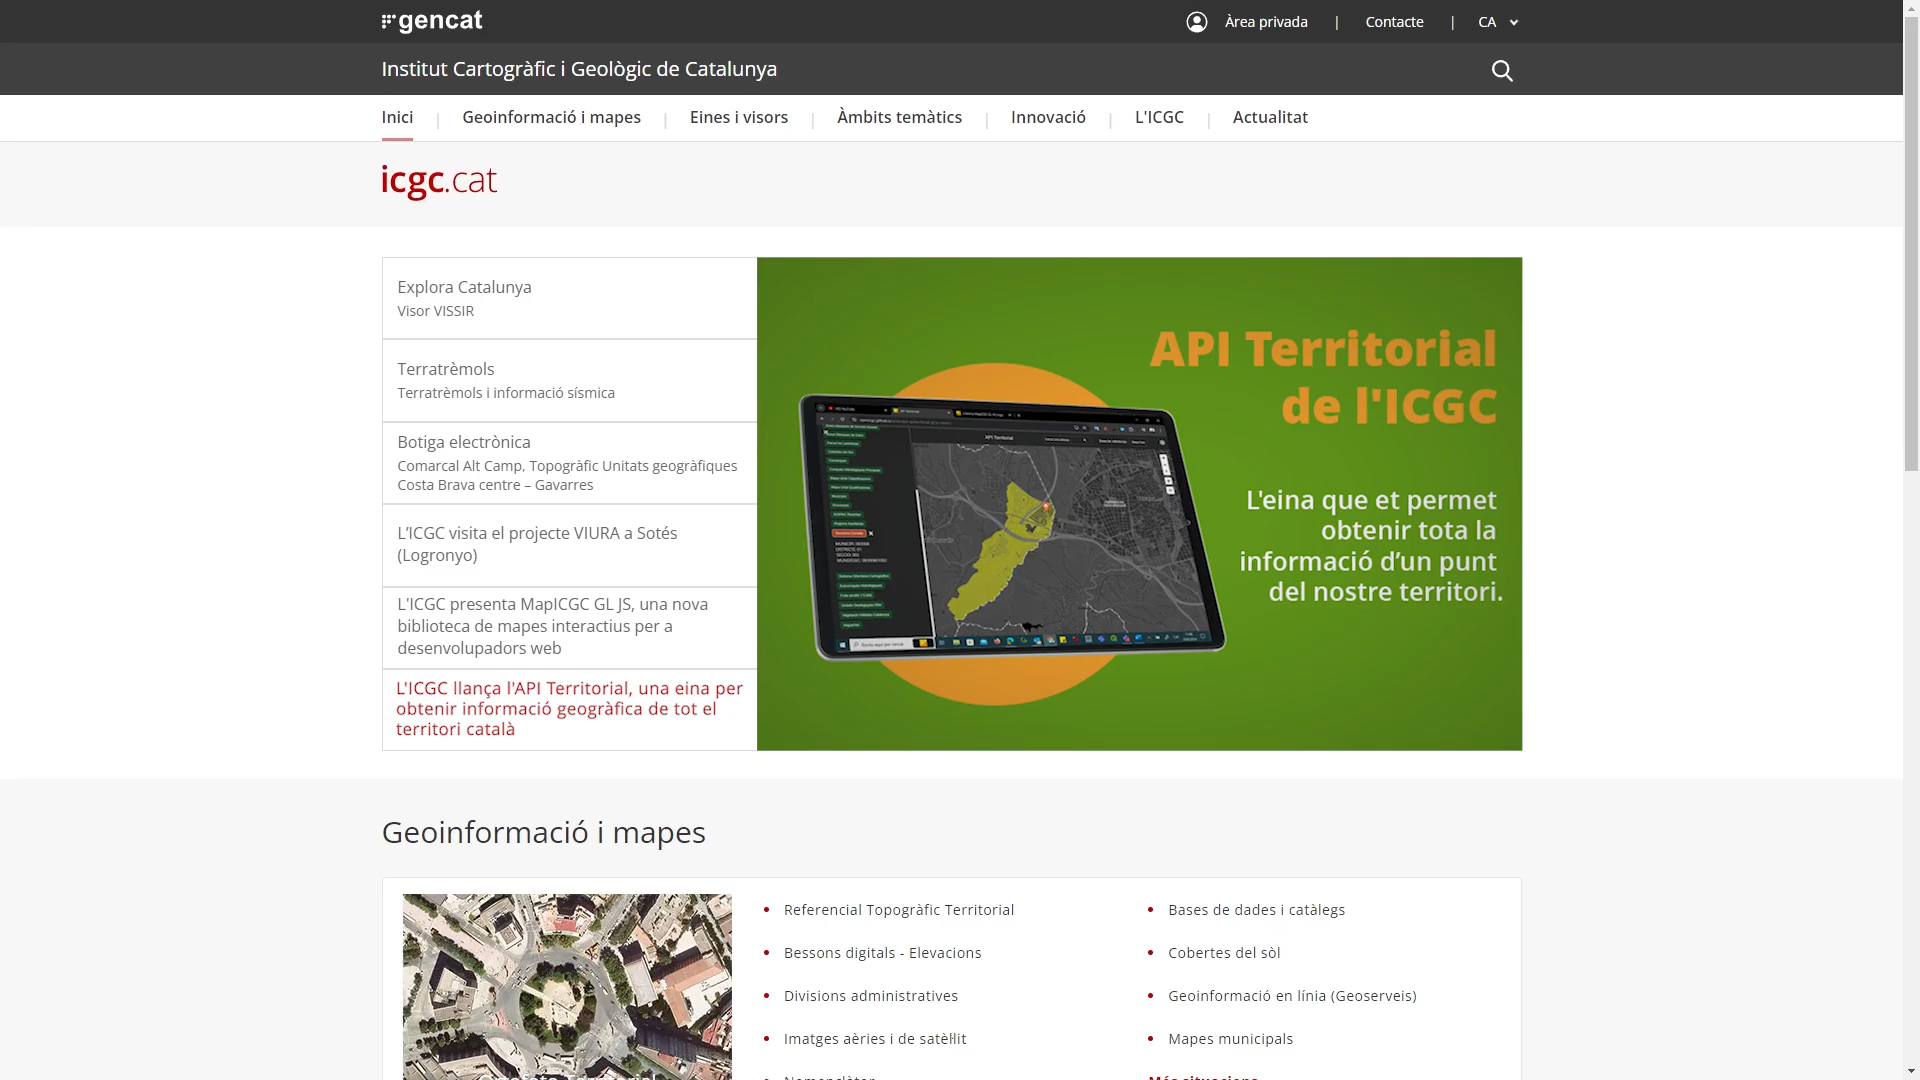 gencat
Àrea privada | Contacte | CA
Institut Cartogràfic i Geològic de Catalunya
Inici | Geoinformació i mapes | Eines i visors | Àmbits temàtics | Innovació | L'ICGC | Actualitat
icgc.cat
Explora Catalunya
Visor VISSIR
Terratrèmols
Terratrèmols i informació sísmica
Botiga electrònica
Comarcal Alt Camp, Topogràfic Unitats geogràfiques
Costa Brava centre – Gavarres
L’ICGC visita el projecte VIURA a Sotés
(Logronyo)
L'ICGC presenta MapICGC GL JS, una nova
biblioteca de mapes interactius per a
desenvolupadors web
L'ICGC llança l'API Territorial, una eina per
obtenir informació geogràfica de tot el
territori català
API Territorial
de l'ICGC
L'eina que et permet
obtenir tota la
informació d’un punt
del nostre territori.
Geoinformació i mapes
Referencial Topogràfic Territorial
Bessons digitals - Elevacions
Divisions administratives
Imatges aèries i de satèl·lit
Bases de dades i catàlegs
Cobertes del sòl
Geoinformació en línia (Geoserveis)
Mapes municipals